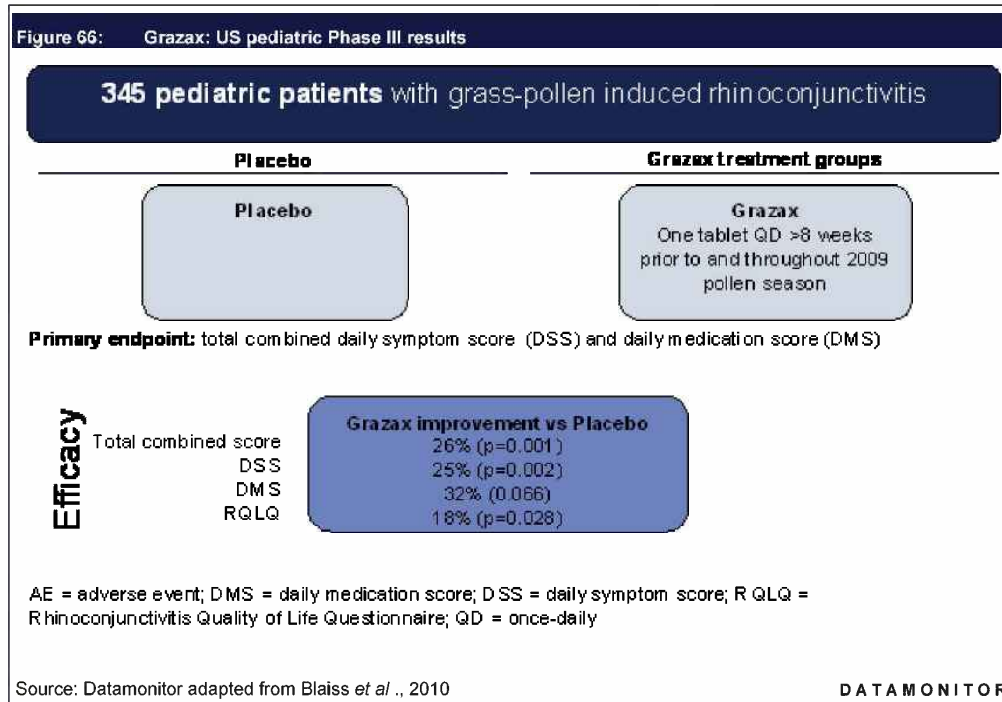 Figure 66: Grazax: US pediatric Phase III results
345 pediatric patients with grass-pollen induced rhinoconjunctivitis
Placebo
Grazax treatment groups
Placebo
Grazax
One tablet QD >8 weeks
prior to and throughout 2009
pollen season
Primary endpoint: total combined daily symptom score (DSS) and daily medication score (DMS)
Efficacy
Grazax improvement vs Placebo
Total combined score 26% (p=0.001)
DSS 25% (p=0.002)
DMS 32% (0.066)
RQLQ 18% (p=0.028)
AE = adverse event; DMS = daily medication score; DSS = daily symptom score; RQLQ =
Rhinoconjunctivitis Quality of Life Questionnaire; QD = once-daily
Source: Datamonitor adapted from Blaiss et al ., 2010
DATAMONITOR